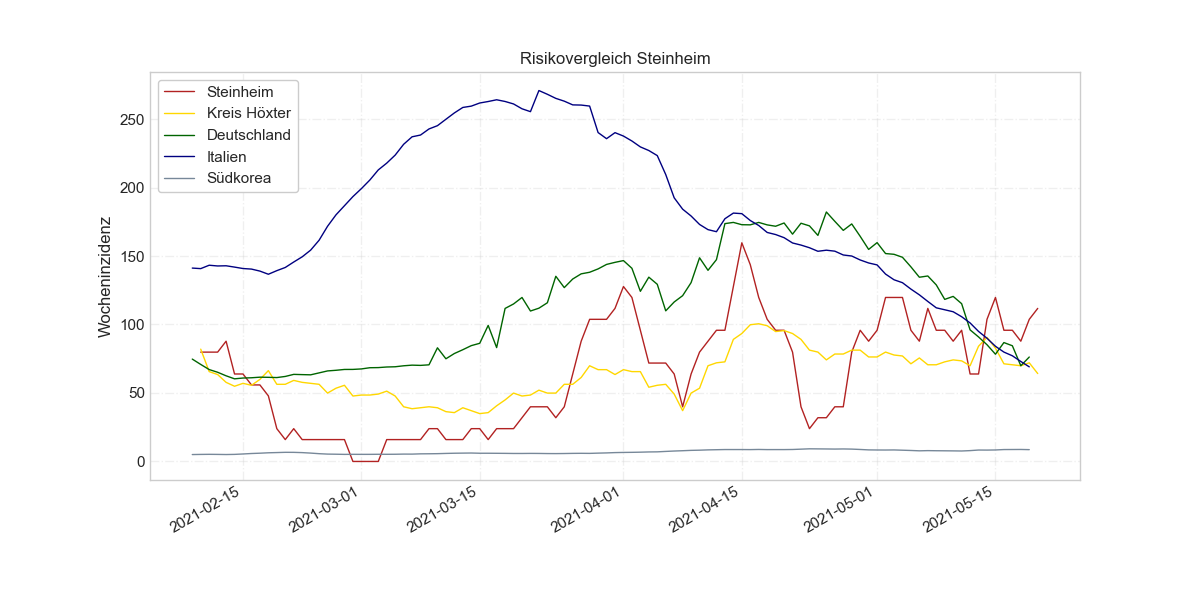 Risikovergleich Steinheim
Steinheim
Kreis Höxter
Deutschland
Italien
Südkorea
Wocheninzidenz
250
200
150
100
50
0
2021-02-15
2021-03-01
2021-03-15
2021-04-01
2021-04-15
2021-05-01
2021-05-15